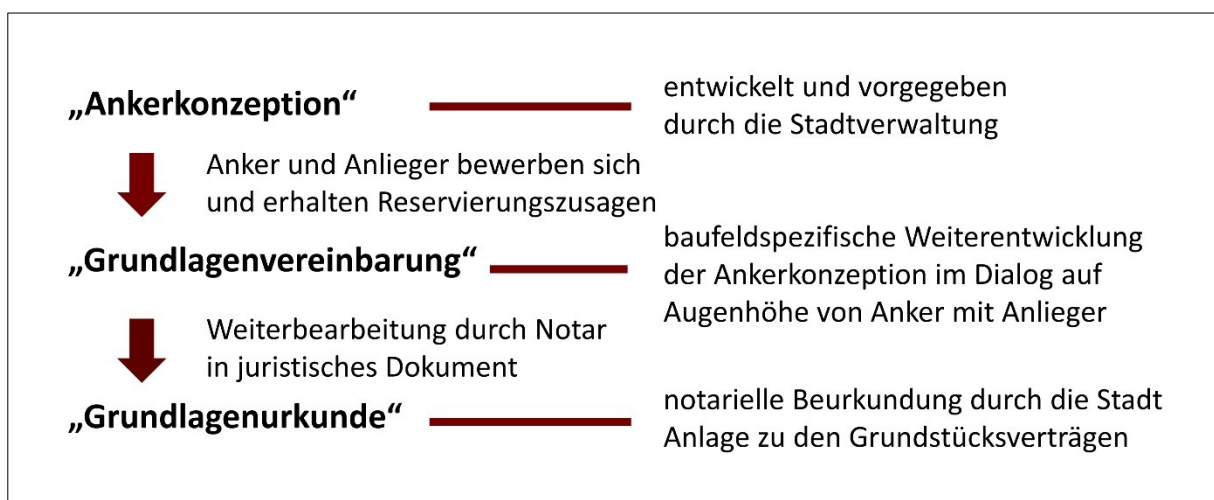 „Ankerkonzeption“
entwickelt und vorgegeben
durch die Stadtverwaltung
Anker und Anlieger bewerben sich
und erhalten Reservierungszusagen
„Grundlagenvereinbarung“
baufeldspezifische Weiterentwicklung
der Ankerkonzeption im Dialog auf
Augenhöhe von Anker mit Anlieger
Weiterbearbeitung durch Notar
in juristisches Dokument
„Grundlagenurkunde“
notarielle Beurkundung durch die Stadt
Anlage zu den Grundstücksverträgen